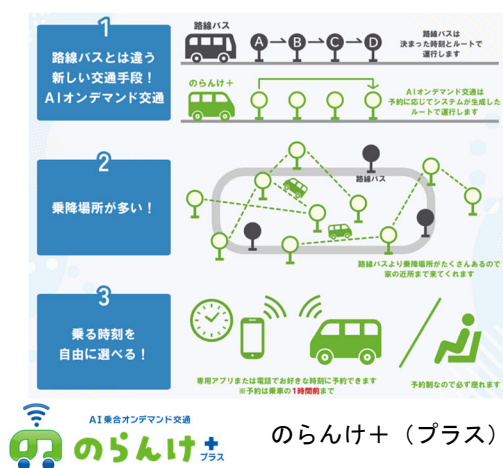 1
路線バスとは違う
新しい交通手段！
AIオンデマンド交通
路線バス
A
B
C
D
路線バスは
決まった時刻とルートで
運行します
のらんけ＋
AIオンデマンド交通は
予約に応じてシステムが生成した
ルートで運行します
2
乗降場所が多い！
路線バス
路線バスより乗降場所がたくさんあるので
家の近所まで来てくれます
3
乗る時刻を
自由に選べる！
専用アプリまたは電話でお好きな時刻に予約できます
※予約は乗車の1時間前まで
予約制なので必ず座れます
AI乗合オンデマンド交通
のらんけ＋
プラス
のらんけ＋（プラス）